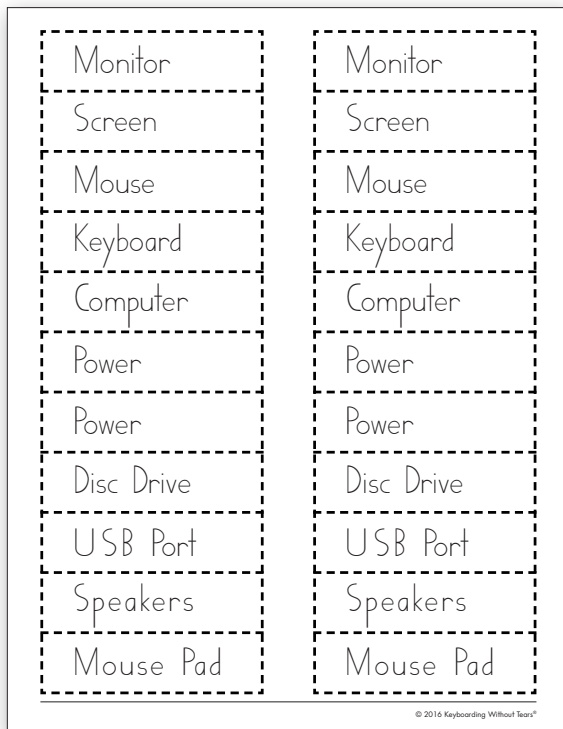 Monitor Monitor
Screen Screen
Mouse Mouse
Keyboard Keyboard
Computer Computer
Power Power
Power Power
Disc Drive Disc Drive
USB Port USB Port
Speakers Speakers
Mouse Pad Mouse Pad
© 2016 Keyboarding Without Tears®